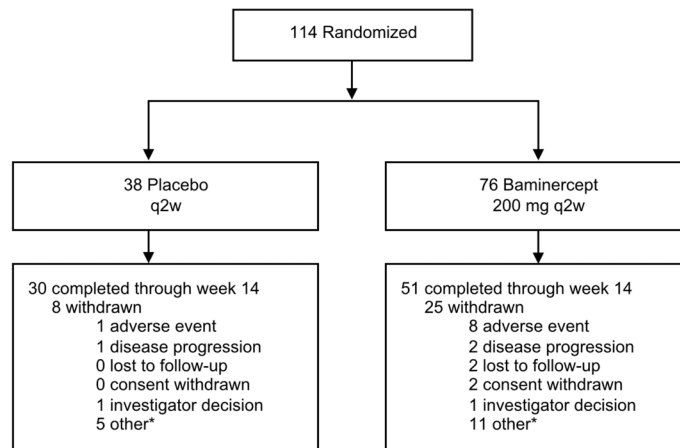 114 Randomized
38 Placebo
q2w
76 Baminercept
200 mg q2w
30 completed through week 14
8 withdrawn
1 adverse event
1 disease progression
0 lost to follow-up
0 consent withdrawn
1 investigator decision
5 other*
51 completed through week 14
25 withdrawn
8 adverse event
2 disease progression
2 lost to follow-up
2 consent withdrawn
1 investigator decision
11 other*